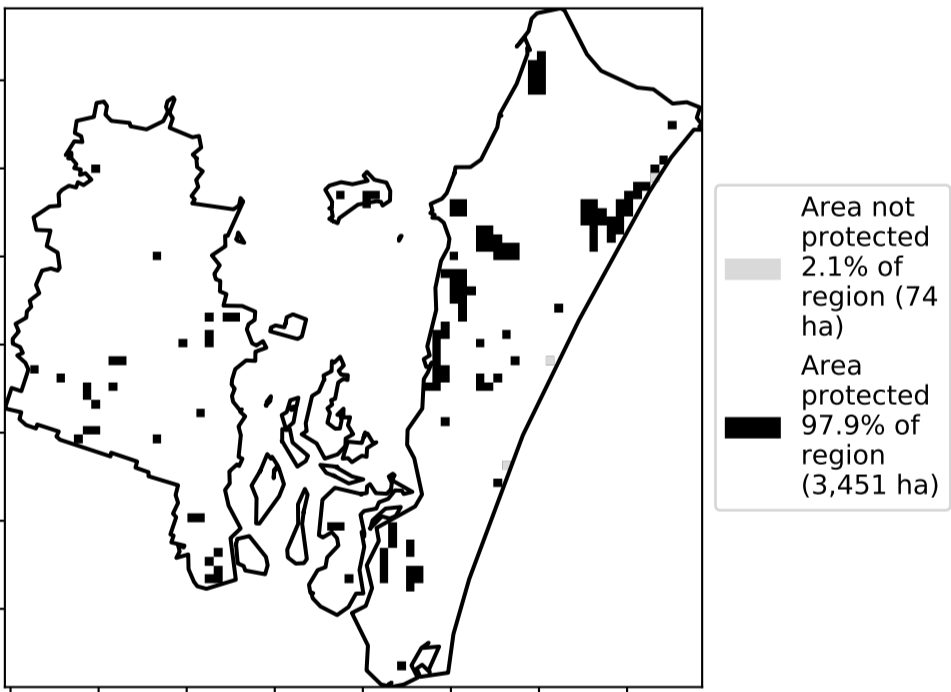 Area not
protected
2.1% of
region (74
ha)
Area
protected
97.9% of
region
(3,451 ha)